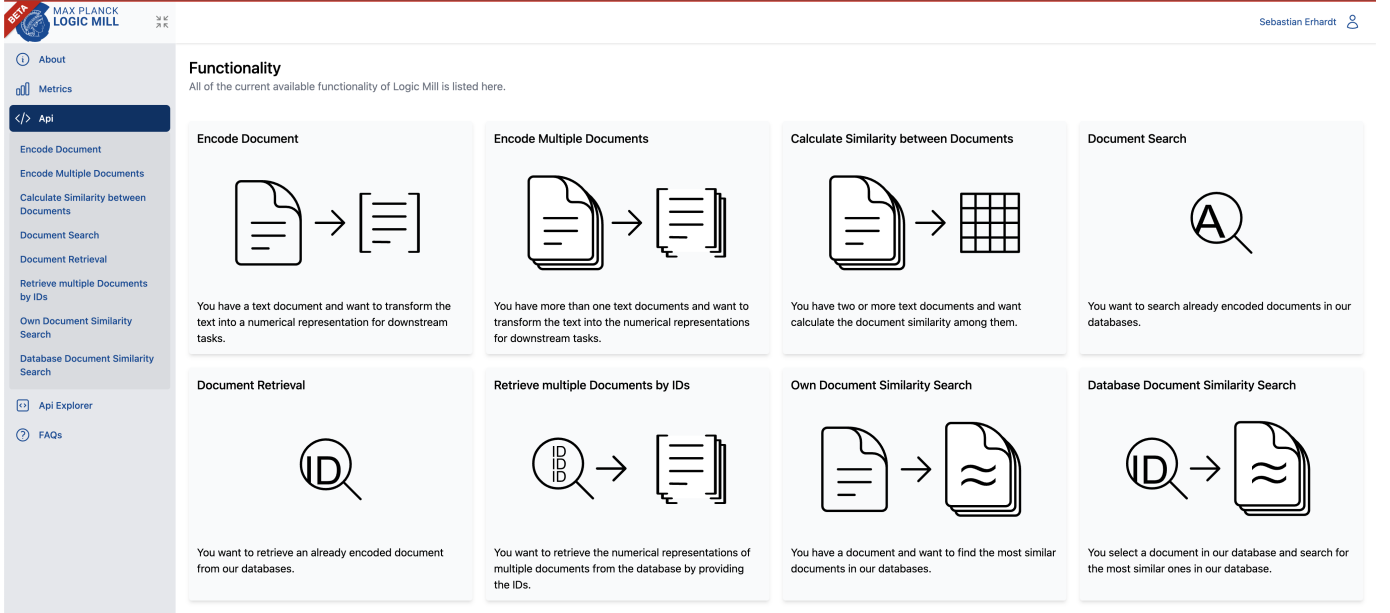 BETA
MAX PLANCK
LOGIC MILL
Sebastian Erhardt
About
Metrics
</> Api
Encode Document
Encode Multiple Documents
Calculate Similarity between
Documents
Document Search
Document Retrieval
Retrieve multiple Documents
by IDs
Own Document Similarity
Search
Database Document Similarity
Search
Api Explorer
FAQs
Functionality
All of the current available functionality of Logic Mill is listed here.
Encode Document
You have a text document and want to transform the
text into a numerical representation for downstream
tasks.
Encode Multiple Documents
You have more than one text documents and want to
transform the text into the numerical representations
for downstream tasks.
Calculate Similarity between Documents
You have two or more text documents and want
calculate the document similarity among them.
Document Search
A
You want to search already encoded documents in our
databases.
Document Retrieval
ID
You want to retrieve an already encoded document
from our databases.
Retrieve multiple Documents by IDs
ID
ID
ID
You want to retrieve the numerical representations of
multiple documents from the database by providing
the IDs.
Own Document Similarity Search
≈
You have a document and want to find the most similar
documents in our databases.
Database Document Similarity Search
ID
≈
You select a document in our database and search for
the most similar ones in our database.